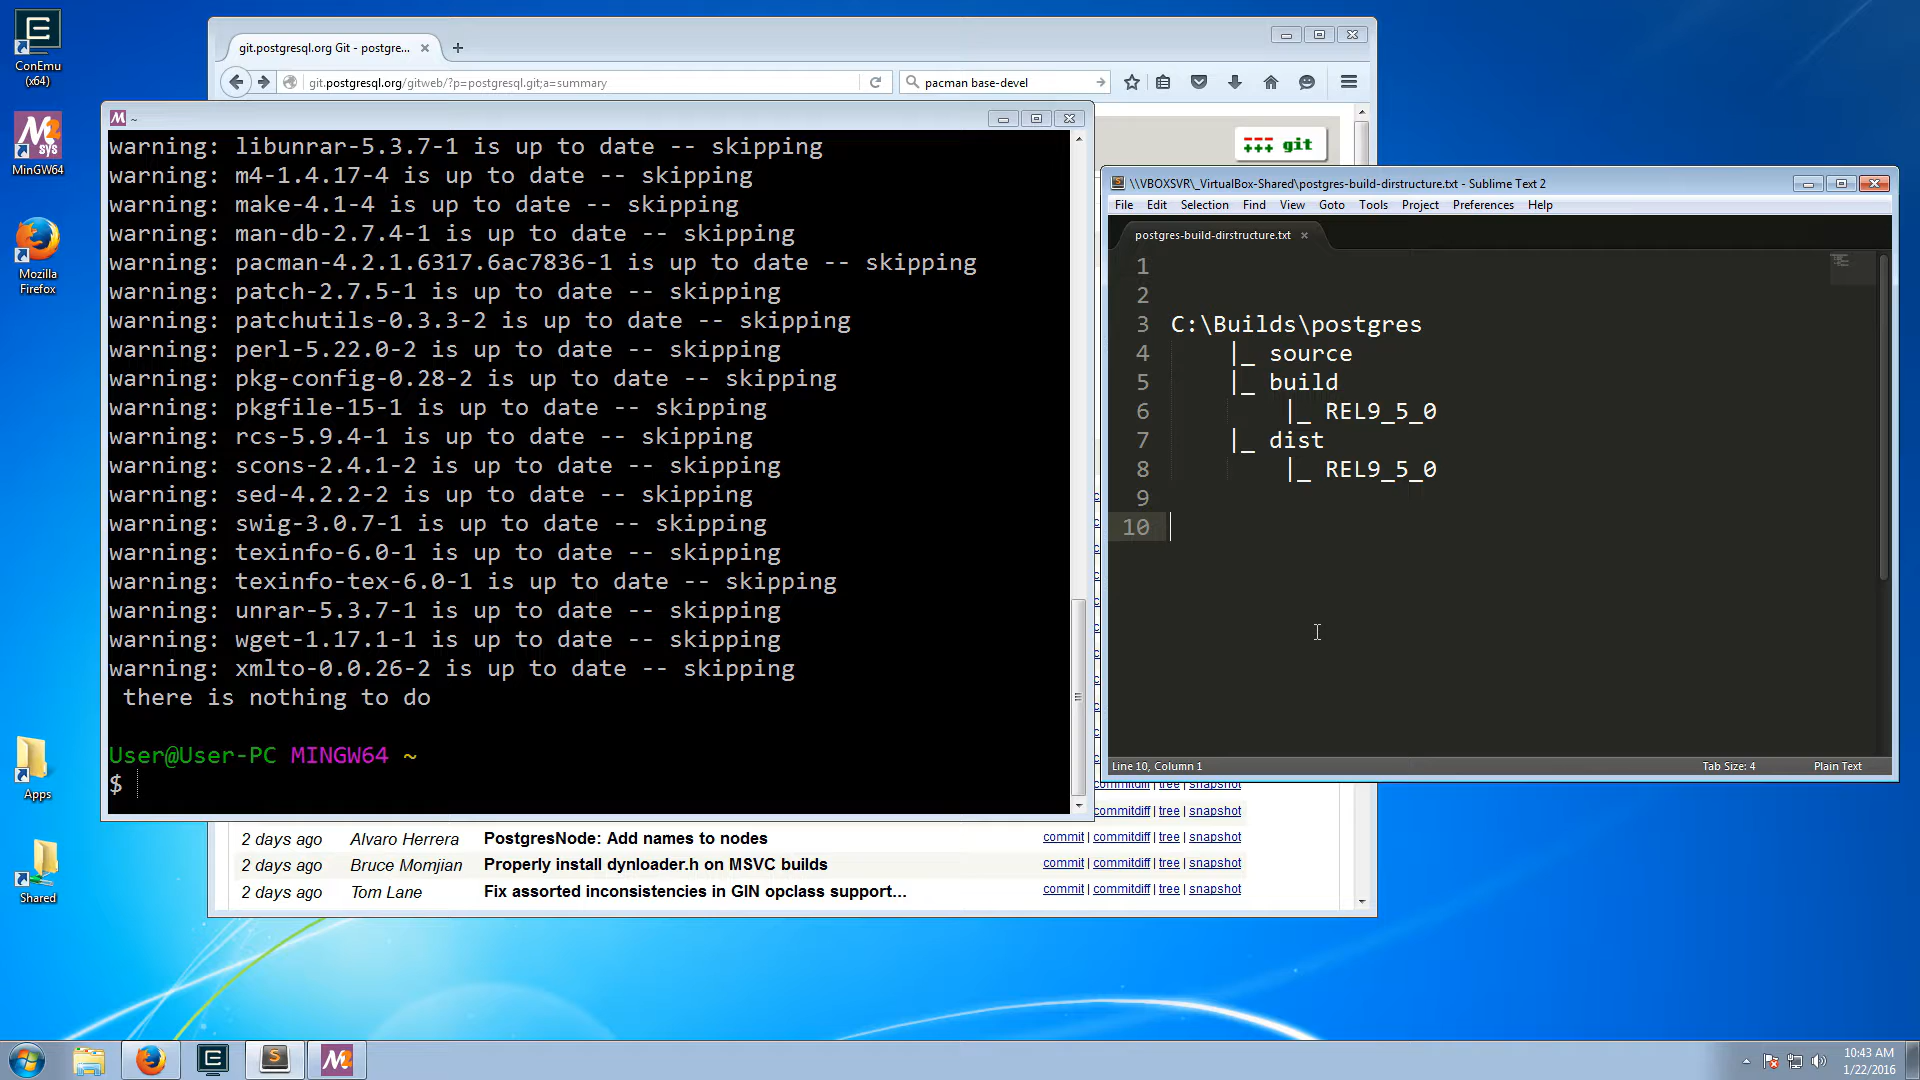 ConEmu
(x64)
MinGW64
Mozilla
Firefox
Apps
Shared
git.postgresql.org Git - postgre...
git.postgresql.org/gitweb/?p=postgresql.git;a=summary
pacman base-devel
git
~
warning: libunrar-5.3.7-1 is up to date -- skipping
warning: m4-1.4.17-4 is up to date -- skipping
warning: make-4.1-4 is up to date -- skipping
warning: man-db-2.7.4-1 is up to date -- skipping
warning: pacman-4.2.1.6317.6ac7836-1 is up to date -- skipping
warning: patch-2.7.5-1 is up to date -- skipping
warning: patchutils-0.3.3-2 is up to date -- skipping
warning: perl-5.22.0-2 is up to date -- skipping
warning: pkg-config-0.28-2 is up to date -- skipping
warning: pkgfile-15-1 is up to date -- skipping
warning: rcs-5.9.4-1 is up to date -- skipping
warning: scons-2.4.1-2 is up to date -- skipping
warning: sed-4.2.2-2 is up to date -- skipping
warning: swig-3.0.7-1 is up to date -- skipping
warning: texinfo-6.0-1 is up to date -- skipping
warning: texinfo-tex-6.0-1 is up to date -- skipping
warning: unrar-5.3.7-1 is up to date -- skipping
warning: wget-1.17.1-1 is up to date -- skipping
warning: xmlto-0.0.26-2 is up to date -- skipping
there is nothing to do
User@User-PC MINGW64 ~
$
\\VBOXSVR\_VirtualBox-Shared\postgres-build-dirstructure.txt - Sublime Text 2
File Edit Selection Find View Goto Tools Project Preferences Help
postgres-build-dirstructure.txt
1
2
3 C:\Builds\postgres
4 |_ source
5 |_ build
6 |_ REL9_5_0
7 |_ dist
8 |_ REL9_5_0
9
10
Line 10, Column 1 Tab Size: 4 Plain Text
commitdiff | tree | snapshot
commitdiff | tree | snapshot
2 days ago Alvaro Herrera PostgresNode: Add names to nodes commit | commitdiff | tree | snapshot
2 days ago Bruce Momjian Properly install dynloader.h on MSVC builds commit | commitdiff | tree | snapshot
2 days ago Tom Lane Fix assorted inconsistencies in GIN opclass support... commit | commitdiff | tree | snapshot
10:43 AM
1/22/2016